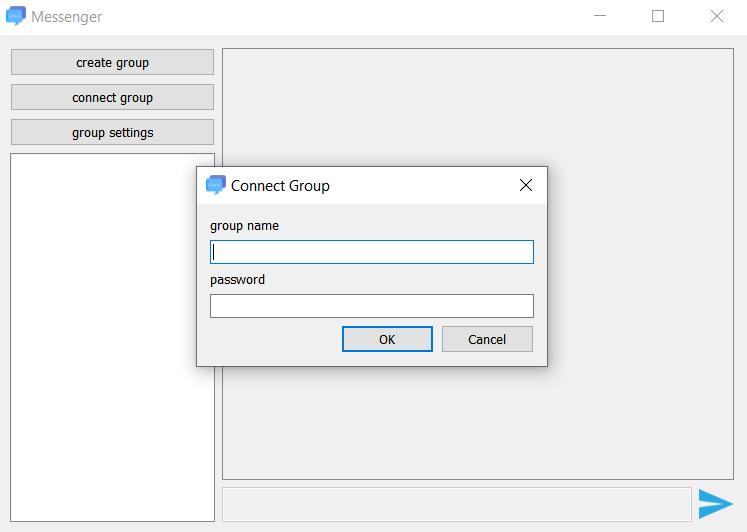 Messenger
create group
connect group
group settings
Connect Group
group name
password
OK
Cancel